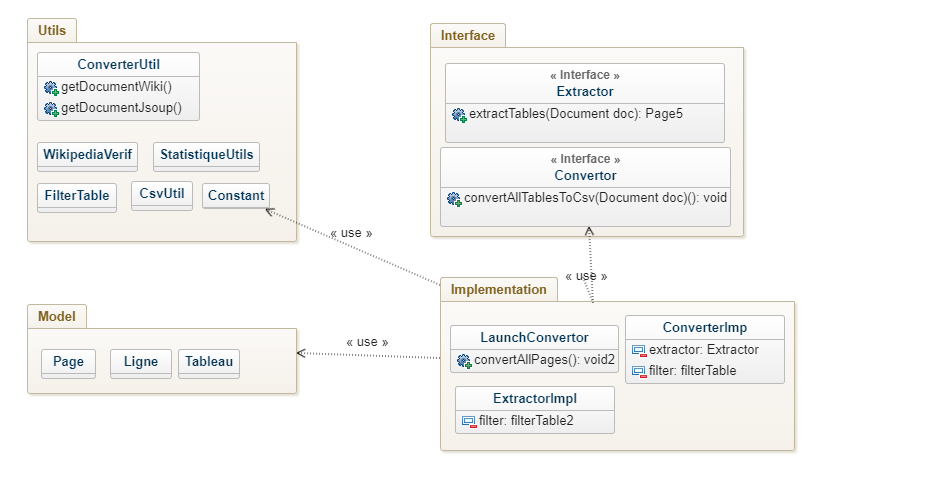 Utils
ConverterUtil
getDocumentWiki()
getDocumentJsoup()
WikipediaVerif
StatistiqueUtils
FilterTable
CsvUtil
Constant
Interface
« Interface »
Extractor
extractTables(Document doc): Page5
« Interface »
Convertor
convertAllTablesToCsv(Document doc)(): void
« use »
« use »
« use »
Model
Page
Ligne
Tableau
Implementation
LaunchConvertor
convertAllPages(): void2
ConverterImp
extractor: Extractor
filter: filterTable
ExtractorImpl
filter: filterTable2